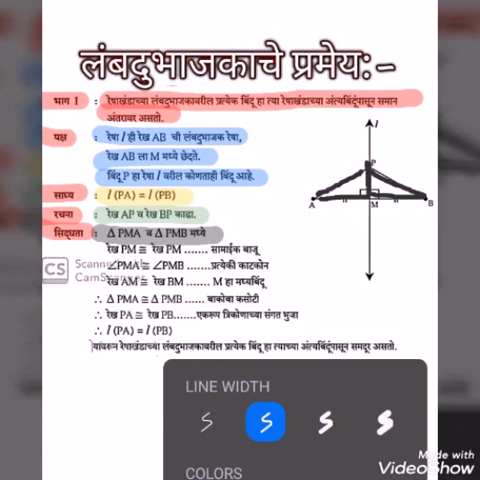 लंबदुभाजकाचे प्रमेय:-
भाग I : रेषाखंडाच्या लंबदुभाजकावरील प्रत्येक बिंदू हा त्या रेषाखंडाच्या अंत्यबिंदूंपासून समान
अंतरावर असतो.
पक्ष : रेषा l ही रेख AB ची लंबदुभाजक रेषा,
रेख AB ला M मध्ये छेदते.
बिंदू P हा रेषा l वरील कोणताही बिंदू आहे.
साध्य : l (PA) = l (PB)
रचना : रेख AP व रेख BP काढा.
सिद्धता : Δ PMA व Δ PMB मध्ये
रेख PM ≅ रेख PM ....... सामाईक बाजू
∠PMA ≅ ∠PMB .......प्रत्येकी काटकोन
रेख AM ≅ रेख BM ....... M हा मध्यबिंदू
∴ Δ PMA ≅ Δ PMB ...... बाकोबा कसोटी
∴ रेख PA ≅ रेख PB......एकरूप त्रिकोणाच्या संगत भुजा
∴ l (PA) = l (PB)
यावरून रेषाखंडाच्या लंबदुभाजकावरील प्रत्येक बिंदू हा त्याच्या अंत्यबिंदूंपासून समदूर असतो.
l
P
A M B
CS
CamScanner
LINE WIDTH
COLORS
Made with
VideoShow